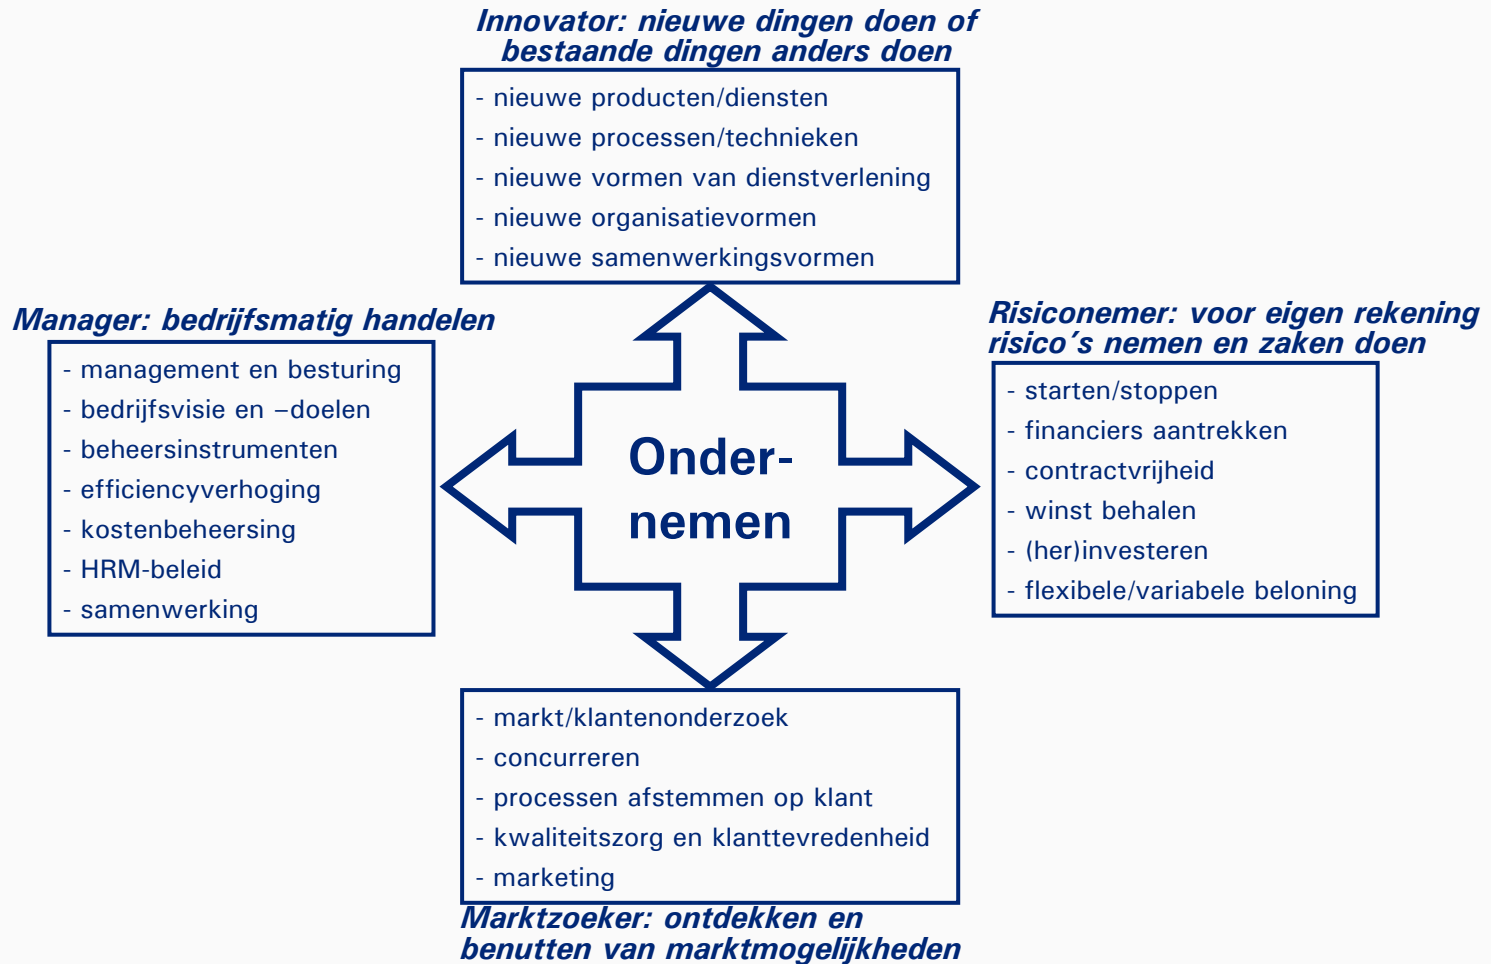 Innovator: nieuwe dingen doen of
bestaande dingen anders doen
- nieuwe producten/diensten
- nieuwe processen/technieken
- nieuwe vormen van dienstverlening
- nieuwe organisatievormen
- nieuwe samenwerkingsvormen
Manager: bedrijfsmatig handelen
- management en besturing
- bedrijfsvisie en –doelen
- beheersinstrumenten
- efficiencyverhoging
- kostenbeheersing
- HRM-beleid
- samenwerking
Onder-
nemen
Risiconemer: voor eigen rekening
risico's nemen en zaken doen
- starten/stoppen
- financiers aantrekken
- contractvrijheid
- winst behalen
- (her)investeren
- flexibele/variabele beloning
- markt/klantenonderzoek
- concurreren
- processen afstemmen op klant
- kwaliteitszorg en klanttevredenheid
- marketing
Marktzoeker: ontdekken en
benutten van marktmogelijkheden